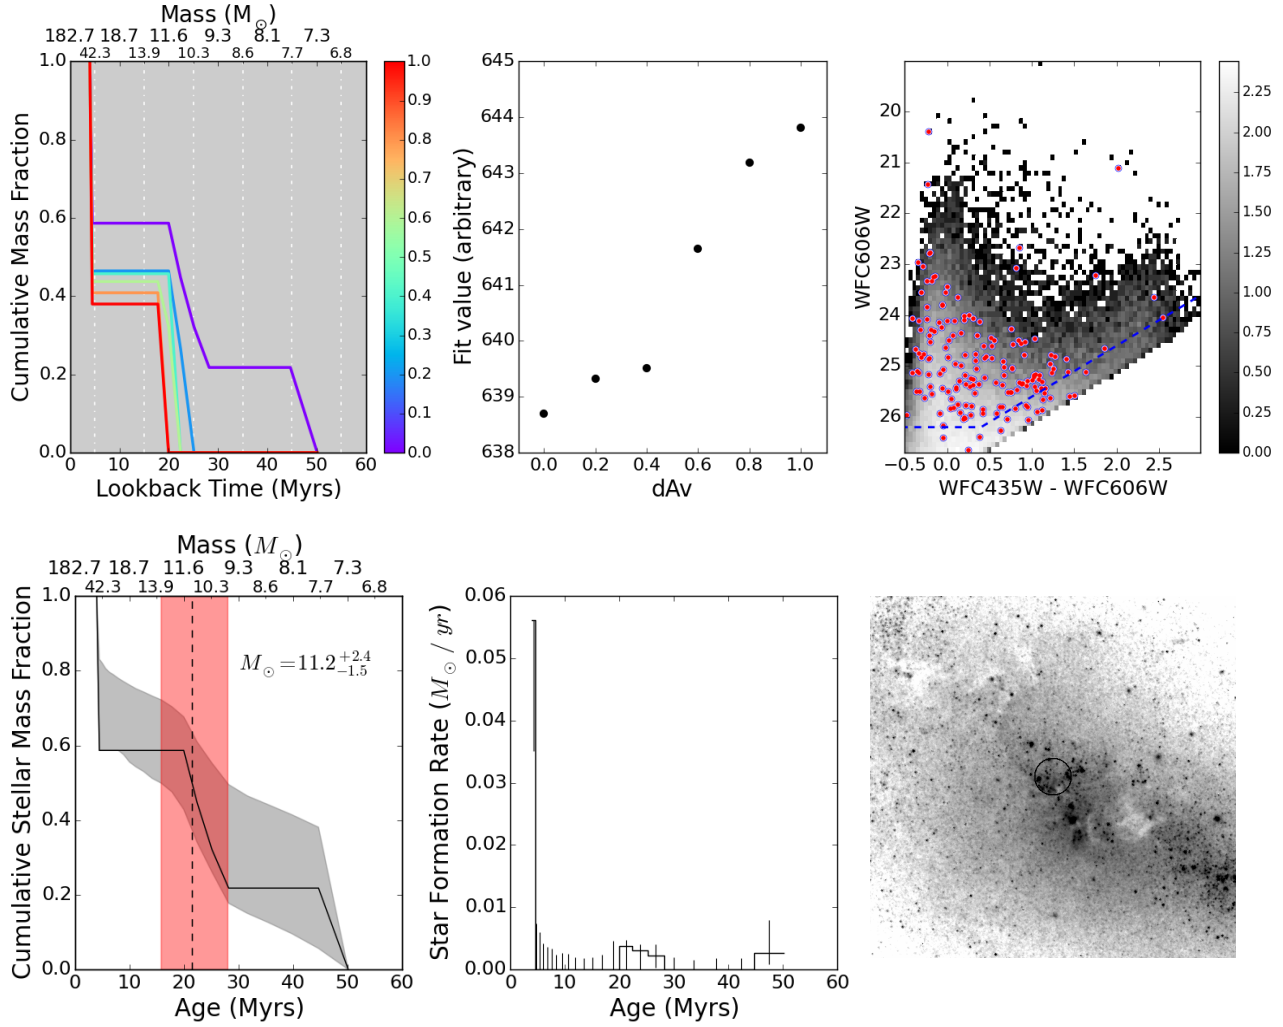 Mass (M⊙)
182.7 18.7 11.6 9.3 8.1 7.3
42.3 13.9 10.3 8.6 7.7 6.8
1.0
0.8
0.6
0.4
0.2
0.0
Cumulative Mass Fraction
0 10 20 30 40 50 60
Lookback Time (Myrs)
1.0
0.9
0.8
0.7
0.6
0.5
0.4
0.3
0.2
0.1
0.0
645
644
643
642
641
640
639
638
Fit value (arbitrary)
0.0 0.2 0.4 0.6 0.8 1.0
dAv
20
21
22
23
24
25
26
WFC606W
−0.5 0.0 0.5 1.0 1.5 2.0 2.5
WFC435W - WFC606W
2.25
2.00
1.75
1.50
1.25
1.00
0.75
0.50
0.25
0.00
Mass (M⊙)
182.7 18.7 11.6 9.3 8.1 7.3
42.3 13.9 10.3 8.6 7.7 6.8
1.0
0.8
0.6
0.4
0.2
0.0
Cumulative Stellar Mass Fraction
M⊙=11.2+2.4−1.5
0 10 20 30 40 50 60
Age (Myrs)
0.06
0.05
0.04
0.03
0.02
0.01
0.00
Star Formation Rate (M⊙ / yr)
0 10 20 30 40 50 60
Age (Myrs)